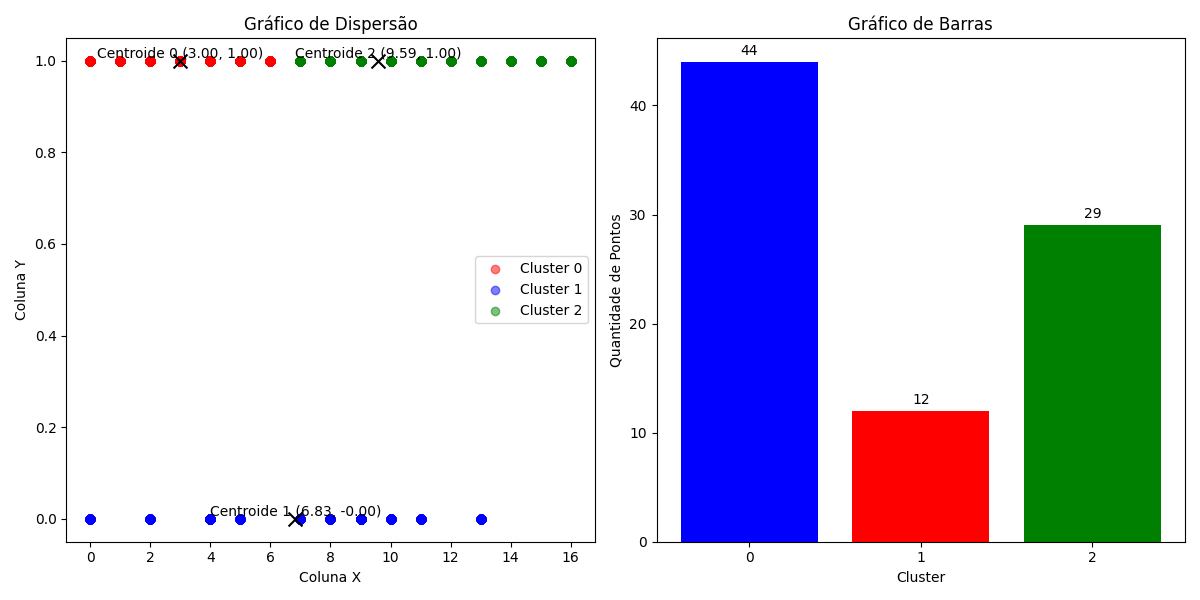 Gráfico de Dispersão
Centroide 0 (3.00, 1.00)
Centroide 2 (9.59, 1.00)
1.0
0.8
0.6
0.4
0.2
0.0
Coluna Y
Cluster 0
Cluster 1
Cluster 2
Centroide 1 (6.83, -0.00)
0
2
4
6
8
10
12
14
16
Coluna X
Gráfico de Barras
44
12
29
40
30
20
10
0
Quantidade de Pontos
0
1
2
Cluster